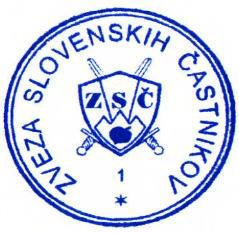 ZVEZA SLOVENSKIH ČASTNIKOV
ZSČ
1